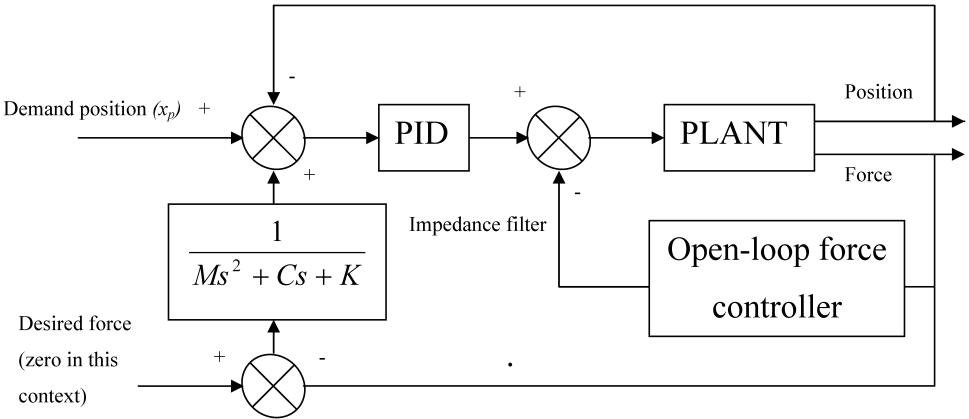 -
Demand position (xₚ) +
+
Position
PID
PLANT
+
-
Force
Impedance filter
1
Ms² + Cs + K
Open-loop force
controller
Desired force
(zero in this
context)
+
-
.